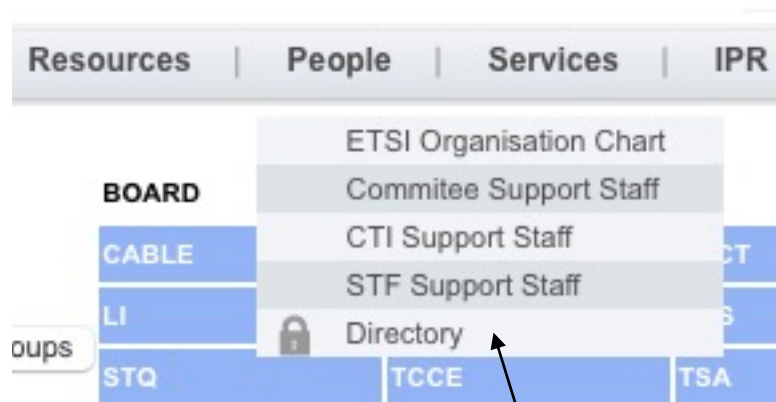 Resources | People | Services | IPR
ETSI Organisation Chart
BOARD
Commitee Support Staff
CABLE
CTI Support Staff
CT
STF Support Staff
LI
S
oups
Directory
STQ
TCCE
TSA